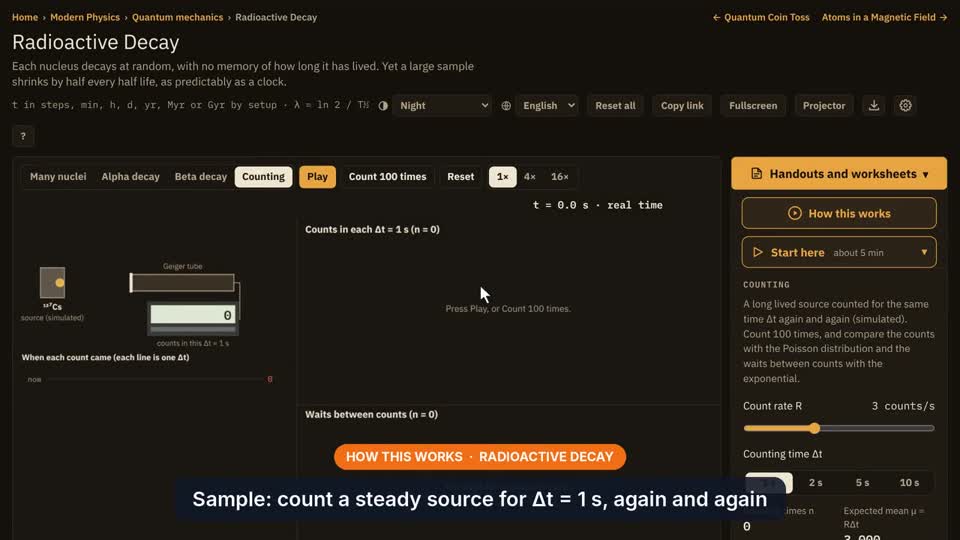 Home › Modern Physics › Quantum mechanics › Radioactive Decay
← Quantum Coin Toss Atoms in a Magnetic Field →
Radioactive Decay
Each nucleus decays at random, with no memory of how long it has lived. Yet a large sample
shrinks by half every half life, as predictably as a clock.
t in steps, min, h, d, yr, Myr or Gyr by setup · λ = ln 2 / T½
Night
English
Reset all
Copy link
Fullscreen
Projector
?
Many nuclei
Alpha decay
Beta decay
Counting
Play
Count 100 times
Reset
1×
4×
16×
t = 0.0 s · real time
Geiger tube
¹³⁷Cs
source (simulated)
0
counts in this Δt = 1 s
When each count came (each line is one Δt)
now
0
Counts in each Δt = 1 s (n = 0)
Press Play, or Count 100 times.
Waits between counts (n = 0)
Handouts and worksheets ▾
How this works
Start here about 5 min ▾
COUNTING
A long lived source counted for the same
time Δt again and again (simulated).
Count 100 times, and compare the counts
with the Poisson distribution and the
waits between counts with the
exponential.
Count rate R 3 counts/s
Counting time Δt
2 s
5 s
10 s
times n
0
Expected mean μ =
RΔt
3.000
HOW THIS WORKS · RADIOACTIVE DECAY
Sample: count a steady source for Δt = 1 s, again and again